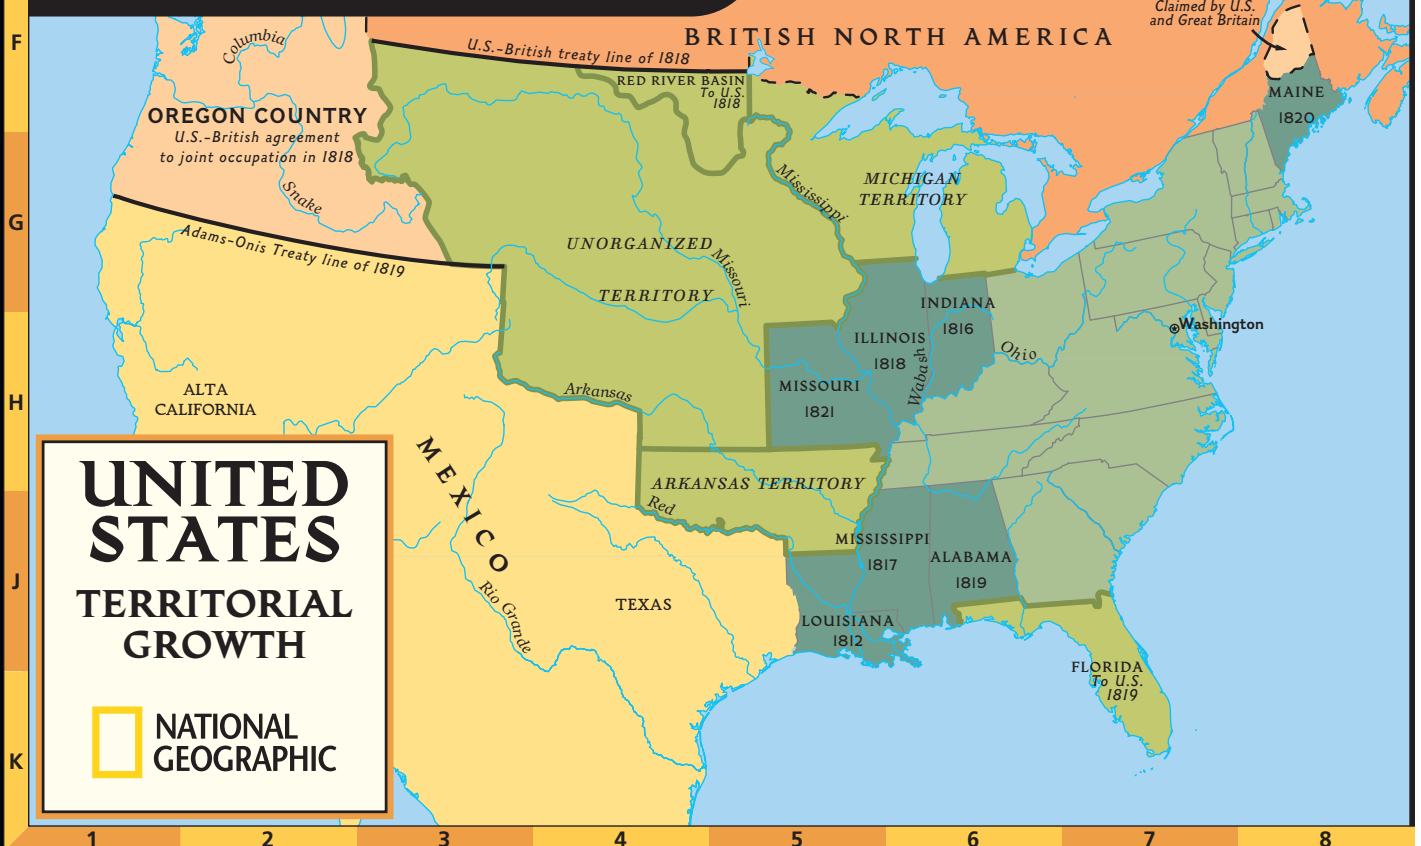 Claimed by U.S.
and Great Britain
F
Columbia
U.S.-British treaty line of 1818
BRITISH NORTH AMERICA
RED RIVER BASIN
To U.S.
1818
MAINE
1820
OREGON COUNTRY
U.S.-British agreement
to joint occupation in 1818
Snake
Mississippi
MICHIGAN
TERRITORY
G
Adams-Onis Treaty line of 1819
UNORGANIZED
TERRITORY
Missouri
INDIANA
1816
Washington
ILLINOIS
1818
Wabash
Ohio
MISSOURI
1821
H
ALTA
CALIFORNIA
Arkansas
MEXICO
ARKANSAS TERRITORY
Red
MISSISSIPPI
1817
ALABAMA
1819
J
Rio Grande
TEXAS
LOUISIANA
1812
FLORIDA
To U.S.
1819
K
UNITED
STATES
TERRITORIAL
GROWTH
NATIONAL
GEOGRAPHIC
1 2 3 4 5 6 7 8